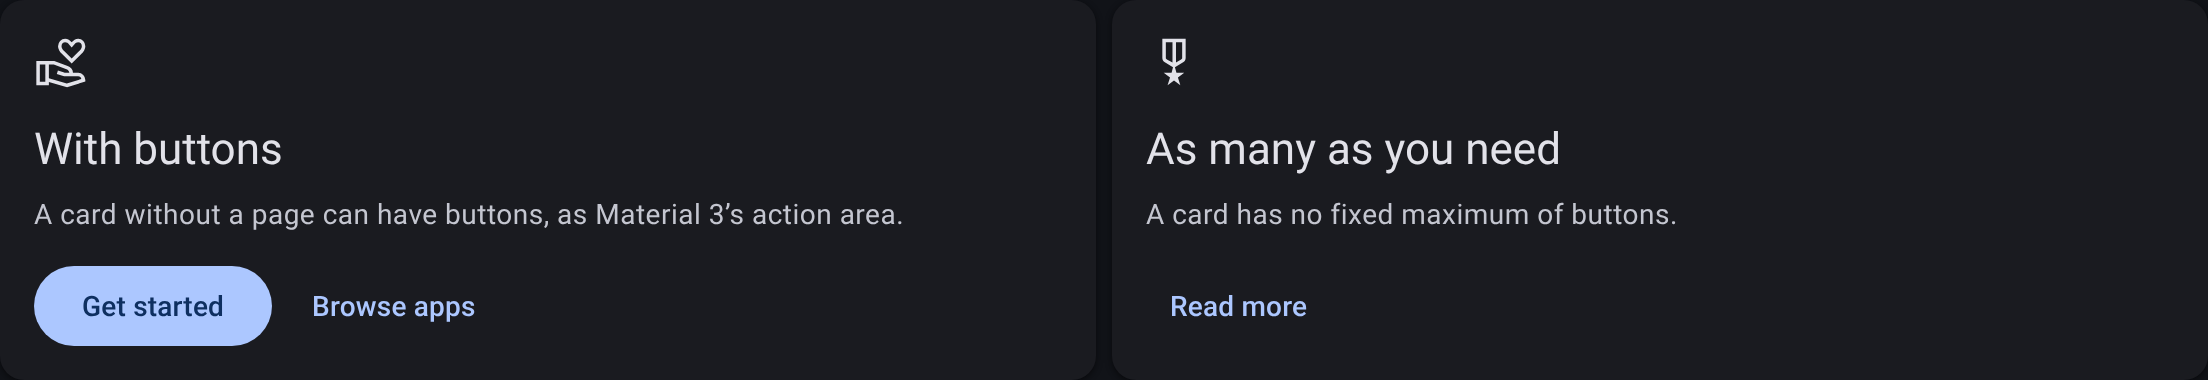 With buttons
A card without a page can have buttons, as Material 3’s action area.
Get started
Browse apps
As many as you need
A card has no fixed maximum of buttons.
Read more